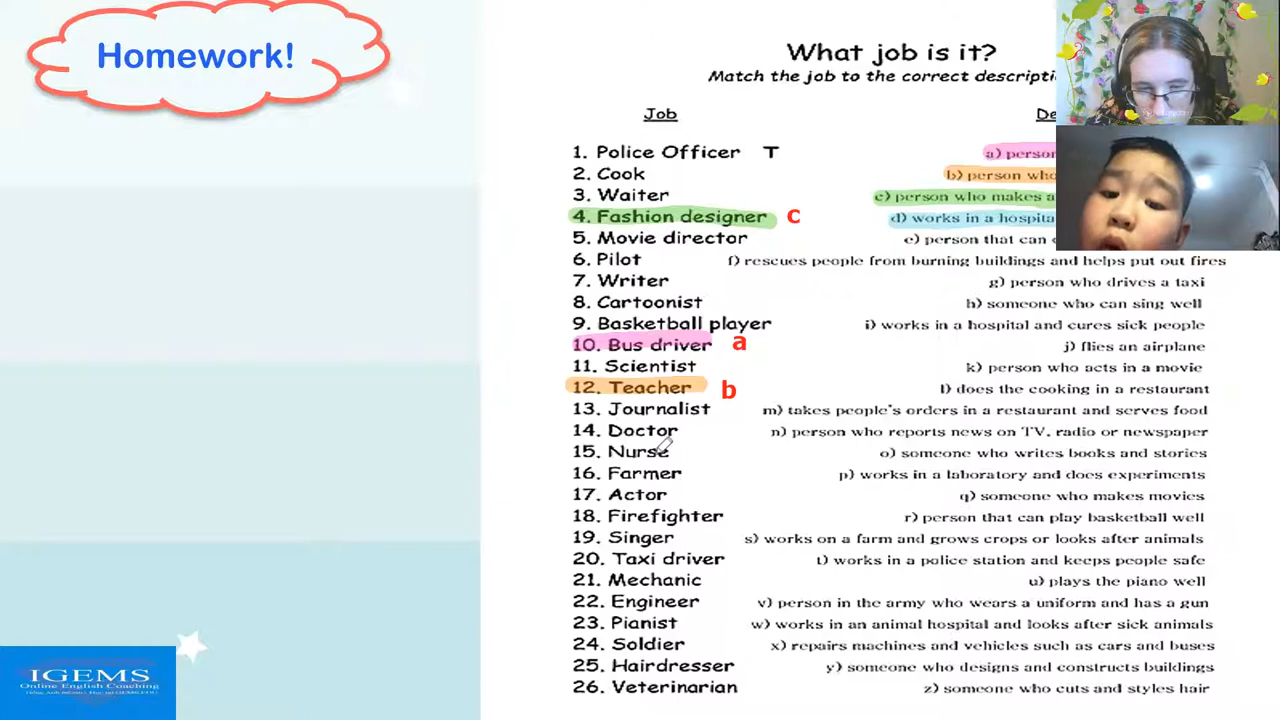 Homework!
What job is it?
Match the job to the correct
Job
1. Police Officer T
a) person
2. Cook
b) person who
3. Waiter
c) person who makes
4. Fashion designer c
d) works in a hospital
5. Movie director
e) person that can
6. Pilot
f) rescues people from burning buildings and helps put out fires
7. Writer
g) person who drives a taxi
8. Cartoonist
h) someone who can sing well
9. Basketball player
i) works in a hospital and cures sick people
10. Bus driver a
j) flies an airplane
11. Scientist
k) person who acts in a movie
12. Teacher b
l) does the cooking in a restaurant
13. Journalist
m) takes people's orders in a restaurant and serves food
14. Doctor
n) person who reports news on TV, radio or newspaper
15. Nurse
o) someone who writes books and stories
16. Farmer
p) works in a laboratory and does experiments
17. Actor
q) someone who makes movies
18. Firefighter
r) person that can play basketball well
19. Singer
s) works on a farm and grows crops or looks after animals
20. Taxi driver
t) works in a police station and keeps people safe
21. Mechanic
u) plays the piano well
22. Engineer
v) person in the army who wears a uniform and has a gun
23. Pianist
w) works in an animal hospital and looks after sick animals
24. Soldier
x) repairs machines and vehicles such as cars and buses
25. Hairdresser
y) someone who designs and constructs buildings
26. Veterinarian
z) someone who cuts and styles hair
IGEMS
Online English Coaching